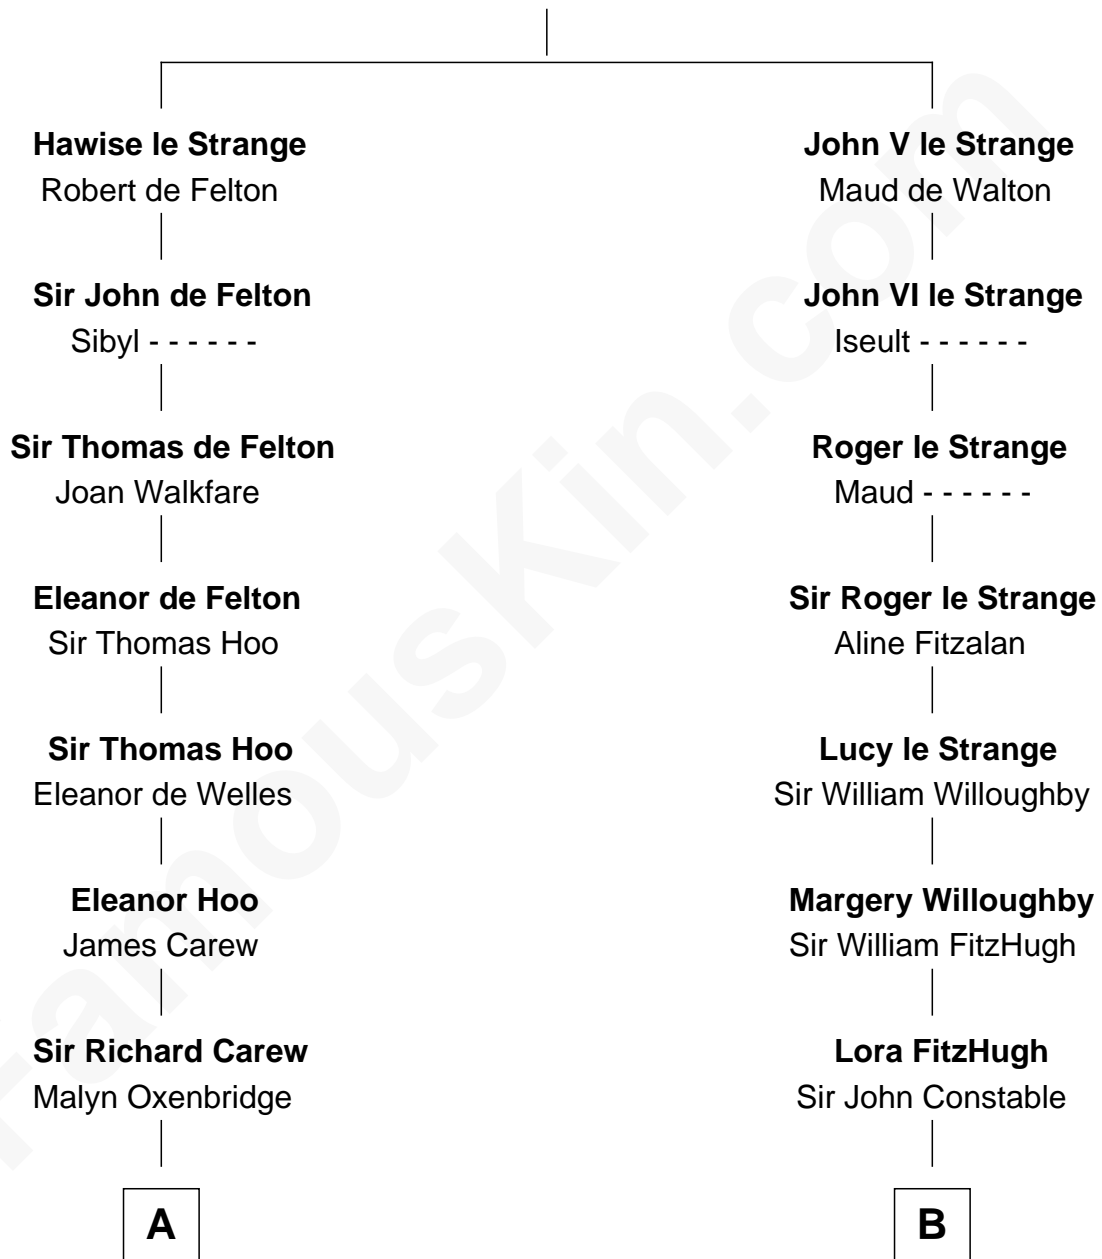 Hawise le Strange
Robert de Felton
Sir John de Felton
Sibyl - - - - - -
Sir Thomas de Felton
Joan Walkfare
Eleanor de Felton
Sir Thomas Hoo
Sir Thomas Hoo
Eleanor de Welles
Eleanor Hoo
James Carew
Sir Richard Carew
Malyn Oxenbridge
A
John V le Strange
Maud de Walton
John VI le Strange
Iseult - - - - - -
Roger le Strange
Maud - - - - - -
Sir Roger le Strange
Aline Fitzalan
Lucy le Strange
Sir William Willoughby
Margery Willoughby
Sir William FitzHugh
Lora FitzHugh
Sir John Constable
B
FamousKin.com